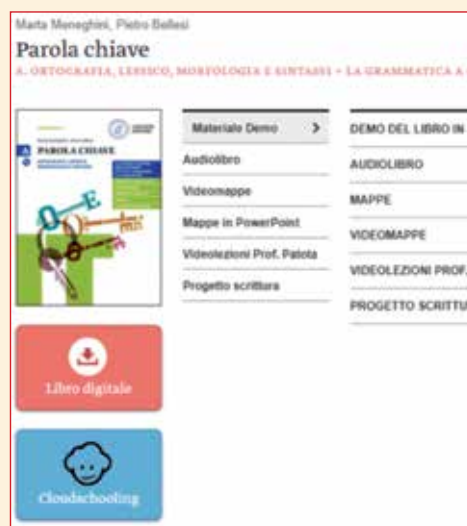 Marta Meneghini, Pietro Bellesi
Parola chiave
A. ORTOGRAFIA, LESSICO, MORFOLOGIA E SINTASSI • LA GRAMMATICA A
PAROLA CHIAVE
Materiale Demo >
Audiolibro
Videomappe
Mappe in PowerPoint
Videolezioni Prof. Patota
Progetto scrittura
DEMO DEL LIBRO IN
AUDIOLIBRO
MAPPE
VIDEOMAPPE
VIDEOLEZIONI PROF.
PROGETTO SCRITTU
Libro digitale
Cloudschooling